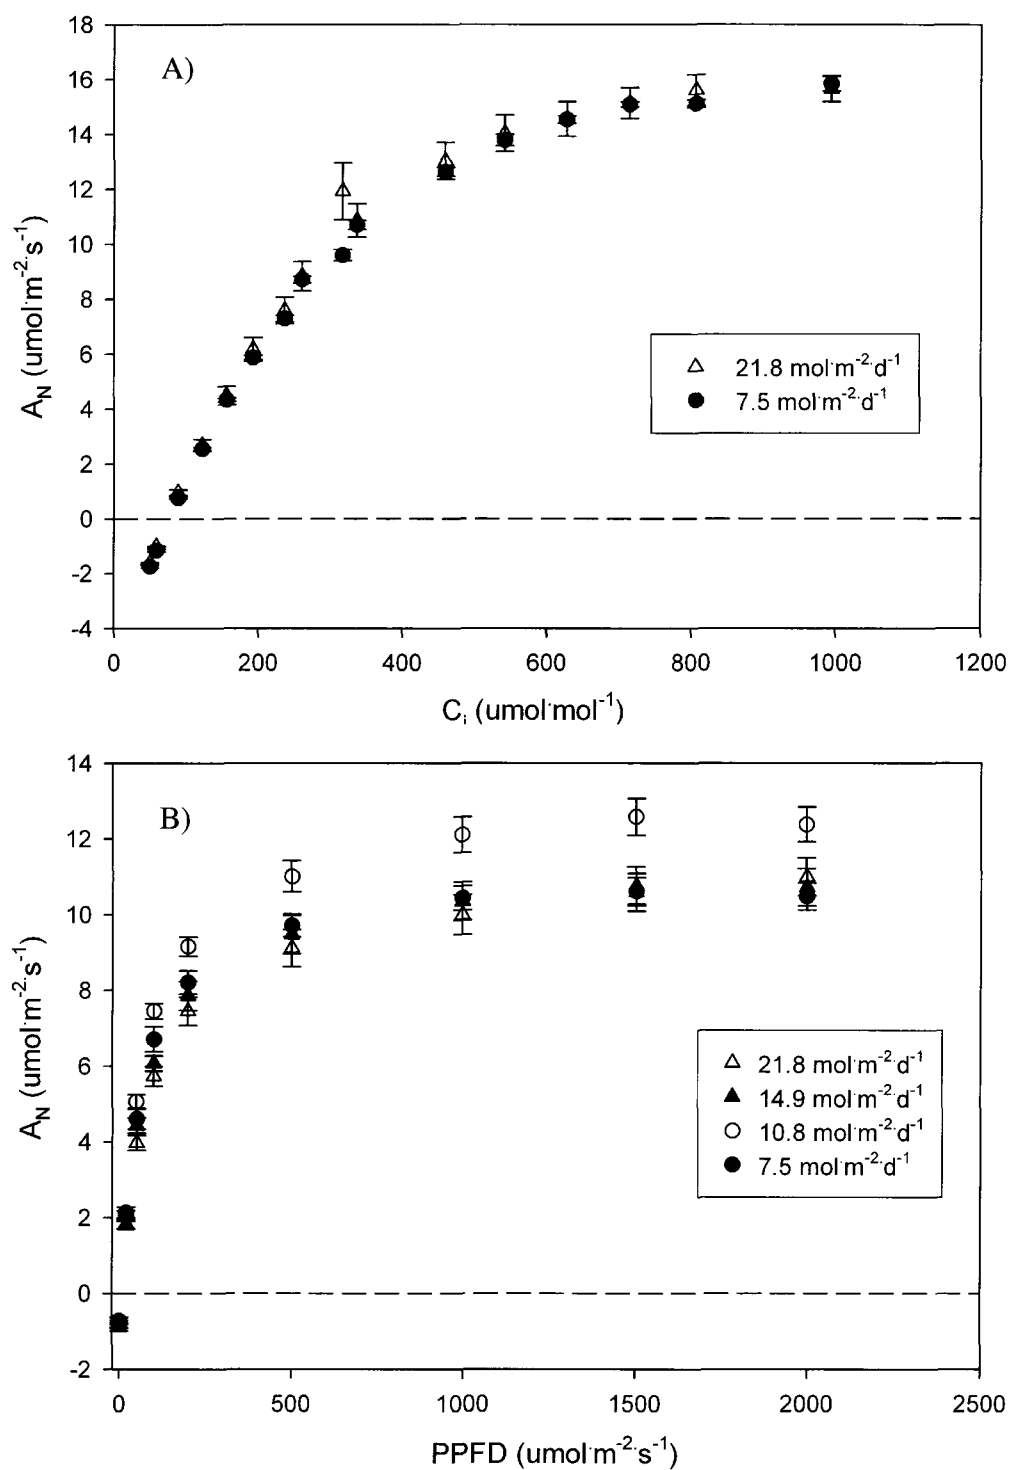 18
16
14
12
10
8
6
4
2
0
-2
-4
A)
A_N (umol·m⁻²·s⁻¹)
21.8 mol·m⁻²·d⁻¹
7.5 mol·m⁻²·d⁻¹
0 200 400 600 800 1000 1200
C_i (umol·mol⁻¹)
14
12
10
8
6
4
2
0
-2
B)
A_N (umol·m⁻²·s⁻¹)
21.8 mol·m⁻²·d⁻¹
14.9 mol·m⁻²·d⁻¹
10.8 mol·m⁻²·d⁻¹
7.5 mol·m⁻²·d⁻¹
0 500 1000 1500 2000 2500
PPFD (umol·m⁻²·s⁻¹)